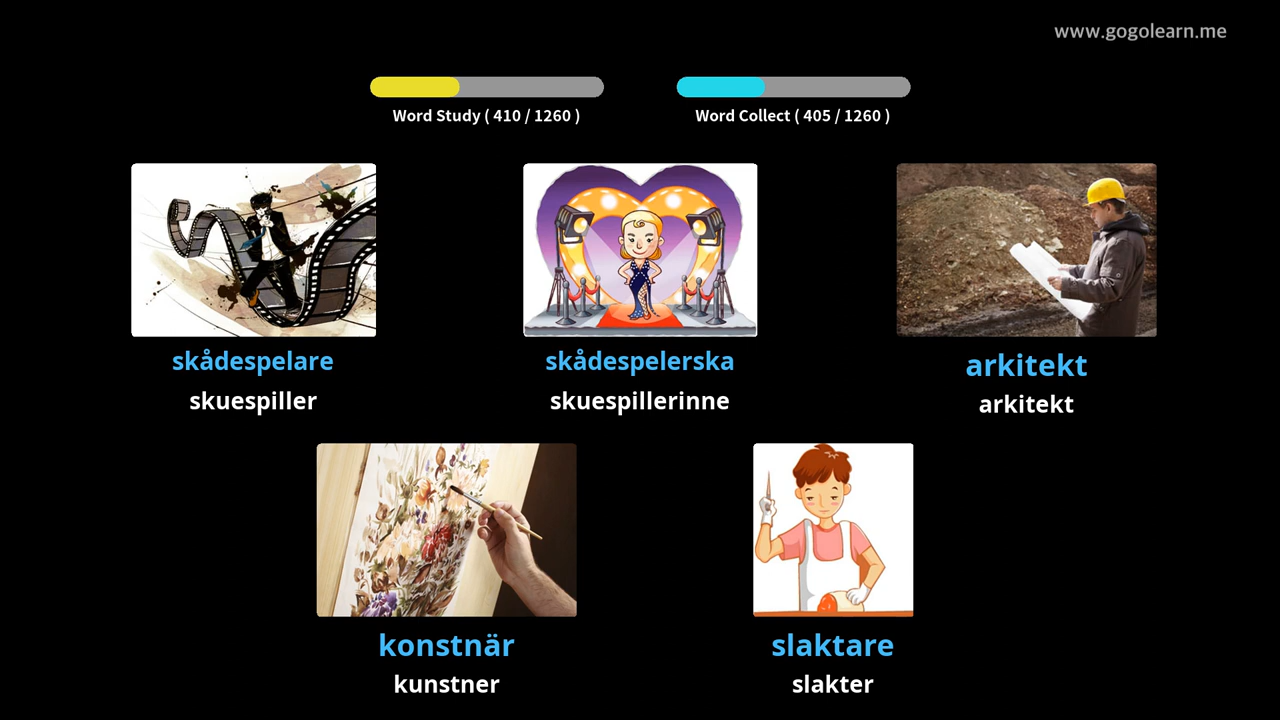 www.gogolearn.me
Word Study ( 410 / 1260 )
Word Collect ( 405 / 1260 )
skådespelare
skuespiller
skådespelerska
skuespillerinne
arkitekt
arkitekt
konstnär
kunstner
slaktare
slakter